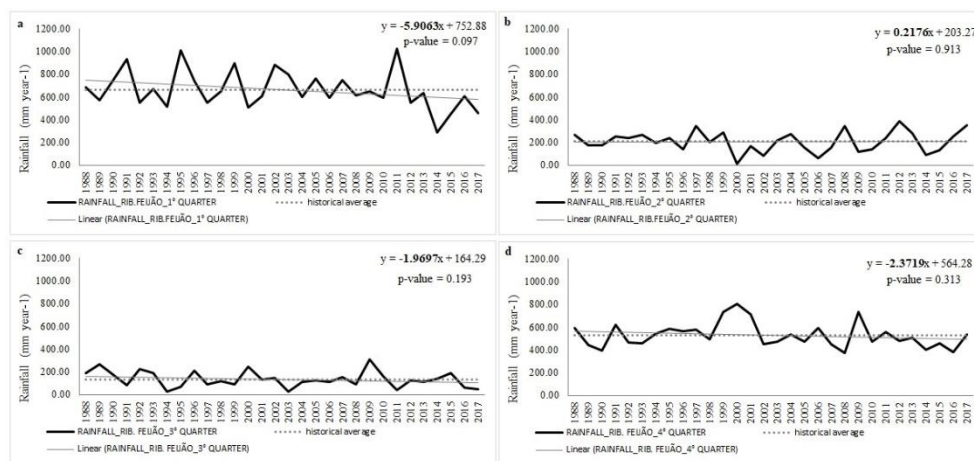 a
y = -5.9063x + 752.88
p-value = 0.097
Rainfall (mm year-1)
1200.00
1000.00
800.00
600.00
400.00
200.00
0.00
1988 1989 1990 1991 1992 1993 1994 1995 1996 1997 1998 1999 2000 2001 2002 2003 2004 2005 2006 2007 2008 2009 2010 2011 2012 2013 2014 2015 2016 2017
RAINFALL_RIB.FEIJÃO_1º QUARTER
historical average
Linear (RAINFALL_RIB.FEIJÃO_1º QUARTER)
b
y = 0.2176x + 203.27
p-value = 0.913
Rainfall (mm year-1)
1200.00
1000.00
800.00
600.00
400.00
200.00
0.00
1988 1989 1990 1991 1992 1993 1994 1995 1996 1997 1998 1999 2000 2001 2002 2003 2004 2005 2006 2007 2008 2009 2010 2011 2012 2013 2014 2015 2016 2017
RAINFALL_RIB.FEIJÃO_2º QUARTER
historical average
Linear (RAINFALL_RIB.FEIJÃO_2º QUARTER)
c
y = -1.9697x + 164.29
p-value = 0.193
Rainfall (mm year-1)
1200.00
1000.00
800.00
600.00
400.00
200.00
0.00
1988 1989 1990 1991 1992 1993 1994 1995 1996 1997 1998 1999 2000 2001 2002 2003 2004 2005 2006 2007 2008 2009 2010 2011 2012 2013 2014 2015 2016 2017
RAINFALL_RIB. FEIJÃO_3º QUARTER
historical average
Linear (RAINFALL_RIB. FEIJÃO_3º QUARTER)
d
y = -2.3719x + 564.28
p-value = 0.313
Rainfall (mm year-1)
1200.00
1000.00
800.00
600.00
400.00
200.00
0.00
1988 1989 1990 1991 1992 1993 1994 1995 1996 1997 1998 1999 2000 2001 2002 2003 2004 2005 2006 2007 2008 2009 2010 2011 2012 2013 2014 2015 2016 2017
RAINFALL_RIB. FEIJÃO_4º QUARTER
historical average
Linear (RAINFALL_RIB. FEIJÃO_4º QUARTER)